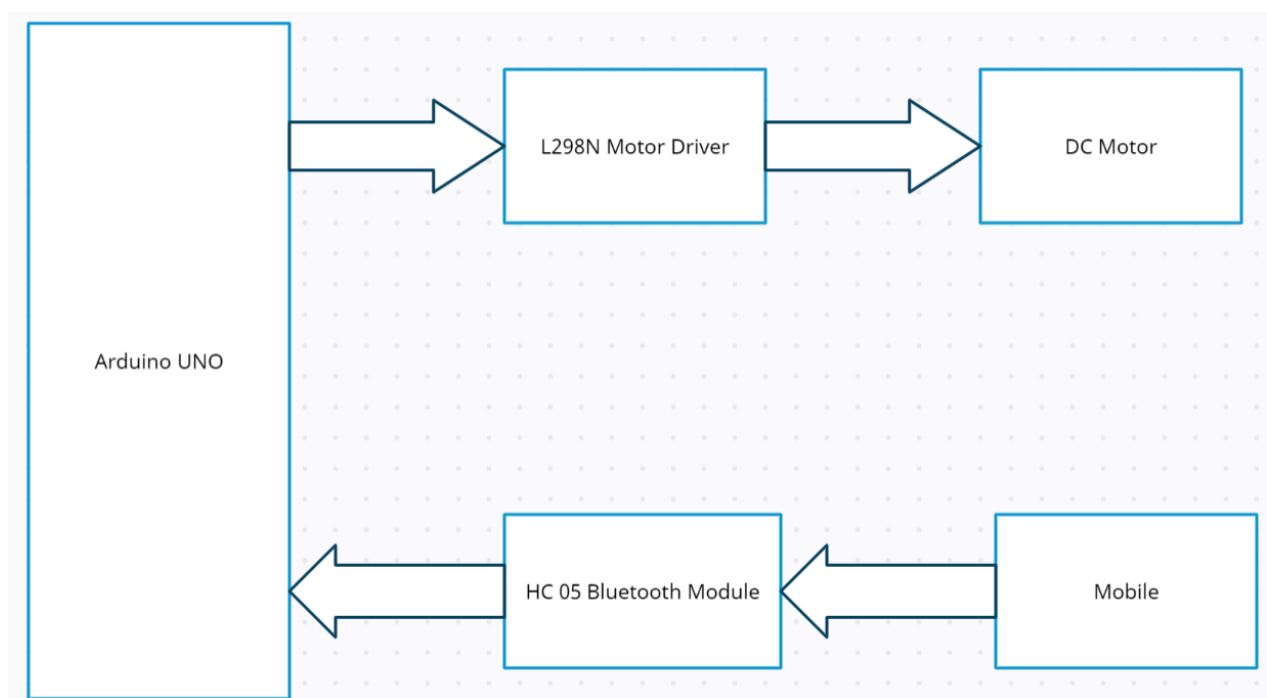 L298N Motor Driver
DC Motor
Arduino UNO
HC 05 Bluetooth Module
Mobile